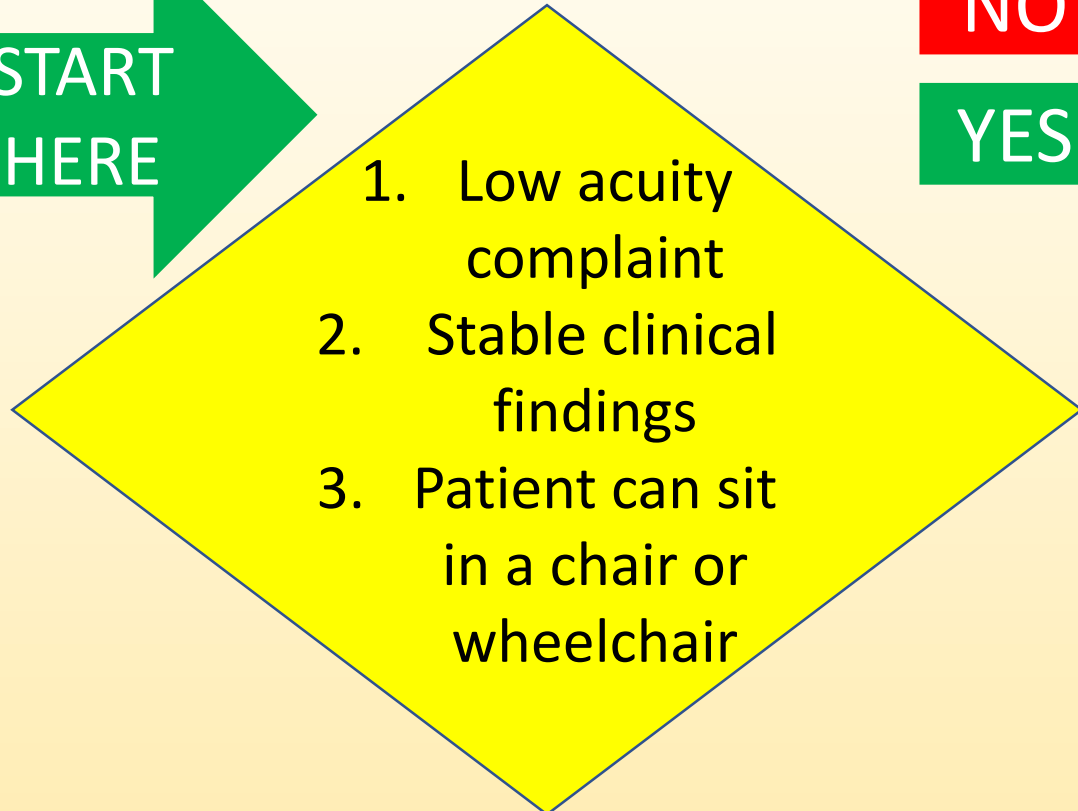 START
HERE
NO
YES
1. Low acuity
complaint
2. Stable clinical
findings
3. Patient can sit
in a chair or
wheelchair